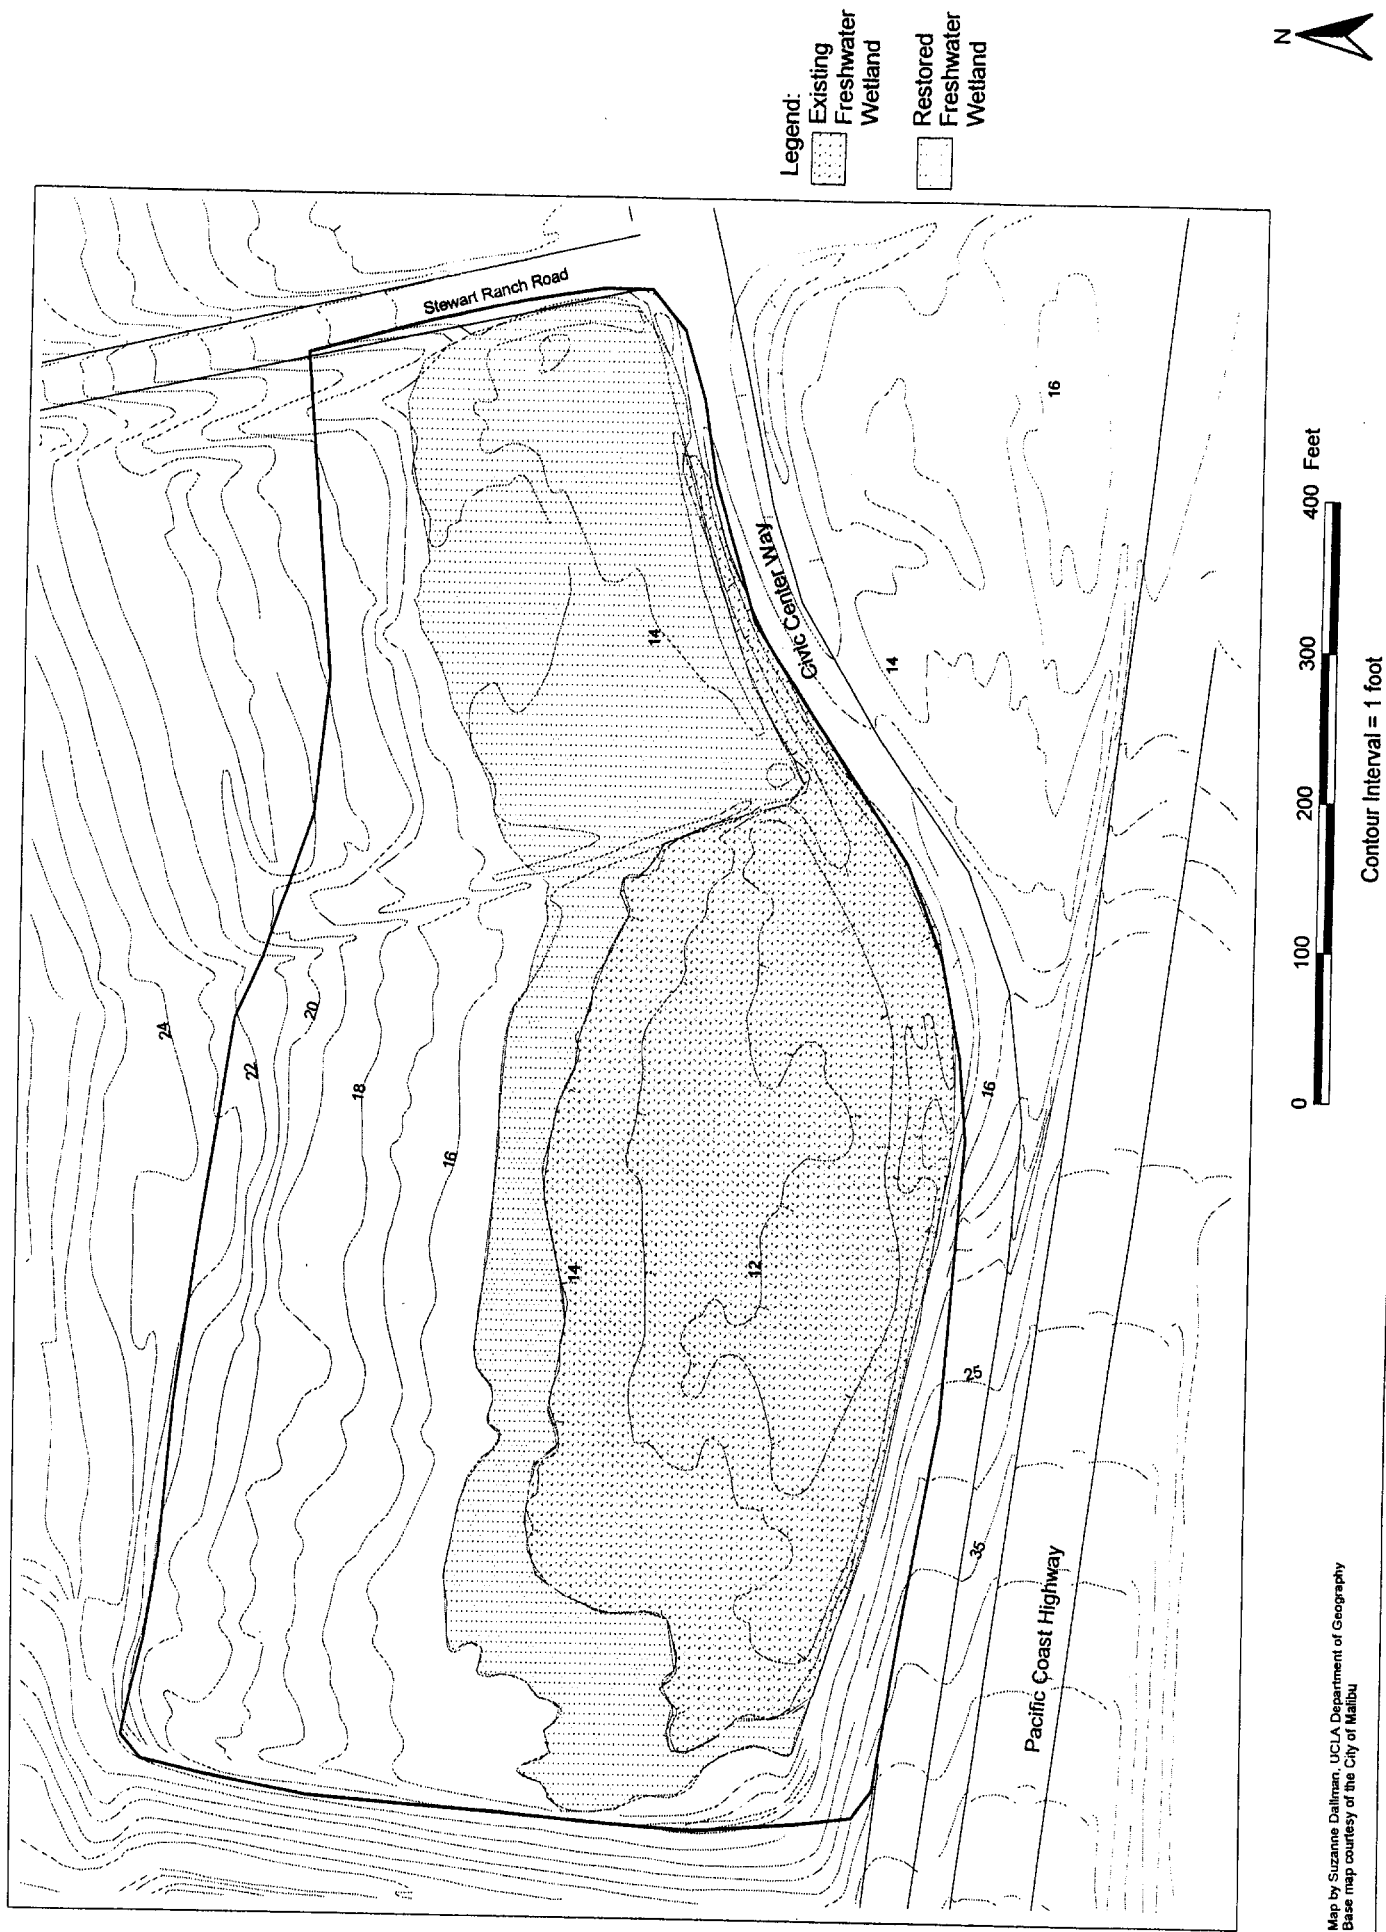 Stewart Ranch Road
Civic Center Way
Pacific Coast Highway
24
22
20
18
16
14
12
14
14
16
16
25
35
Legend:
Existing
Freshwater
Wetland
Restored
Freshwater
Wetland
N
0 100 200 300 400 Feet
Contour Interval = 1 foot
Map by Suzanne Dallman, UCLA Department of Geography
Base map courtesy of the City of Malibu